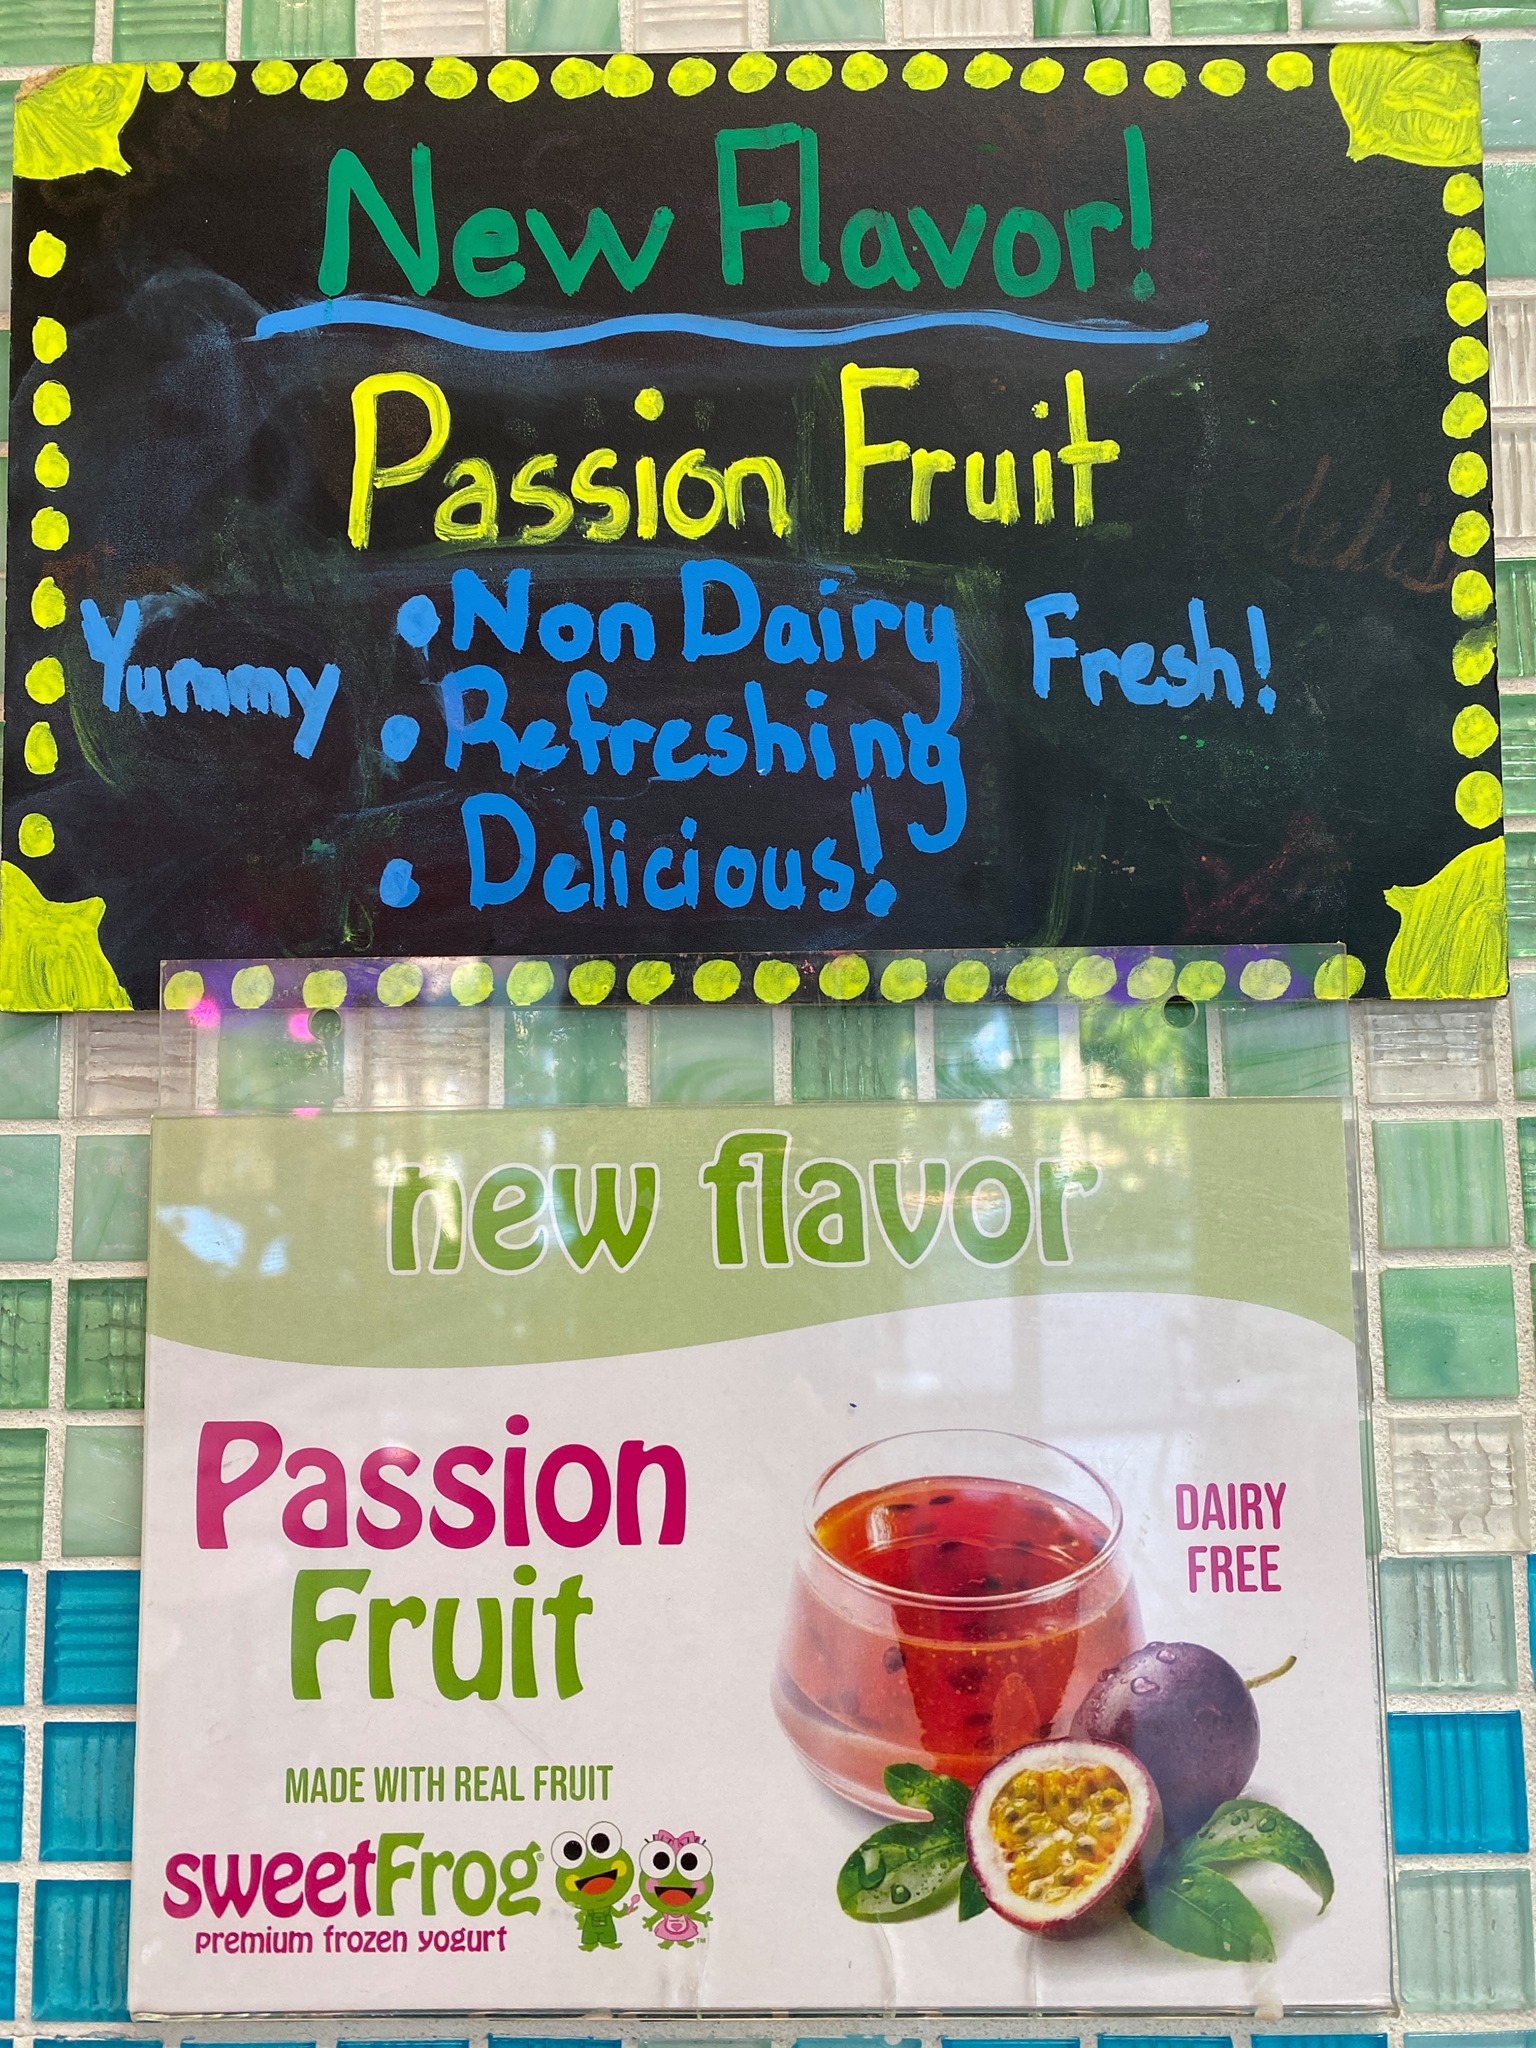 New Flavor!
Passion Fruit
Yummy
• Non Dairy
• Refreshing
• Delicious!
Fresh!
new flavor
Passion
Fruit
DAIRY
FREE
MADE WITH REAL FRUIT
sweetFrog®
premium frozen yogurt
™